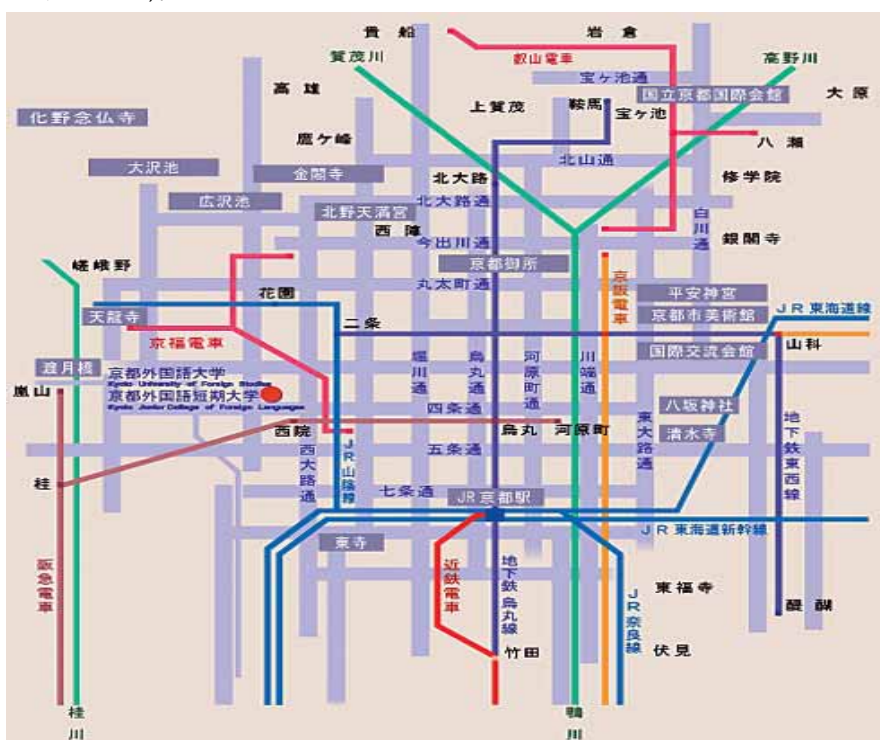 貴船
岩倉
賀茂川
叡山電車
高野川
宝ヶ池通
高雄
国立京都国際会館
大原
上賀茂
鞍馬
宝ヶ池
化野念仏寺
鷹ケ峰
八瀬
大沢池
北山通
金閣寺
北大路
修学院
広沢池
北大路通
北野天満宮
白川通
西陣
今出川通
銀閣寺
京都御所
嵯峨野
丸太町通
京阪電車
花園
平安神宮
天龍寺
二条
京都市美術館
JR東海道線
京福電車
山科
国際交流会館
渡月橋
堀川通
烏丸通
河原町通
川端通
京都外国語大学
Kyoto University of Foreign Studies
嵐山
京都外国語短期大学
Kyoto Junior College of Foreign Languages
四条通
八坂神社
西院
烏丸
河原町
東大路通
清水寺
地下鉄東西線
五条通
西大路通
JR山陰線
桂
七条通
JR京都駅
JR東海道新幹線
東寺
阪急電車
近鉄電車
地下鉄烏丸線
東福寺
JR奈良線
醍醐
竹田
伏見
桂川
鴨川